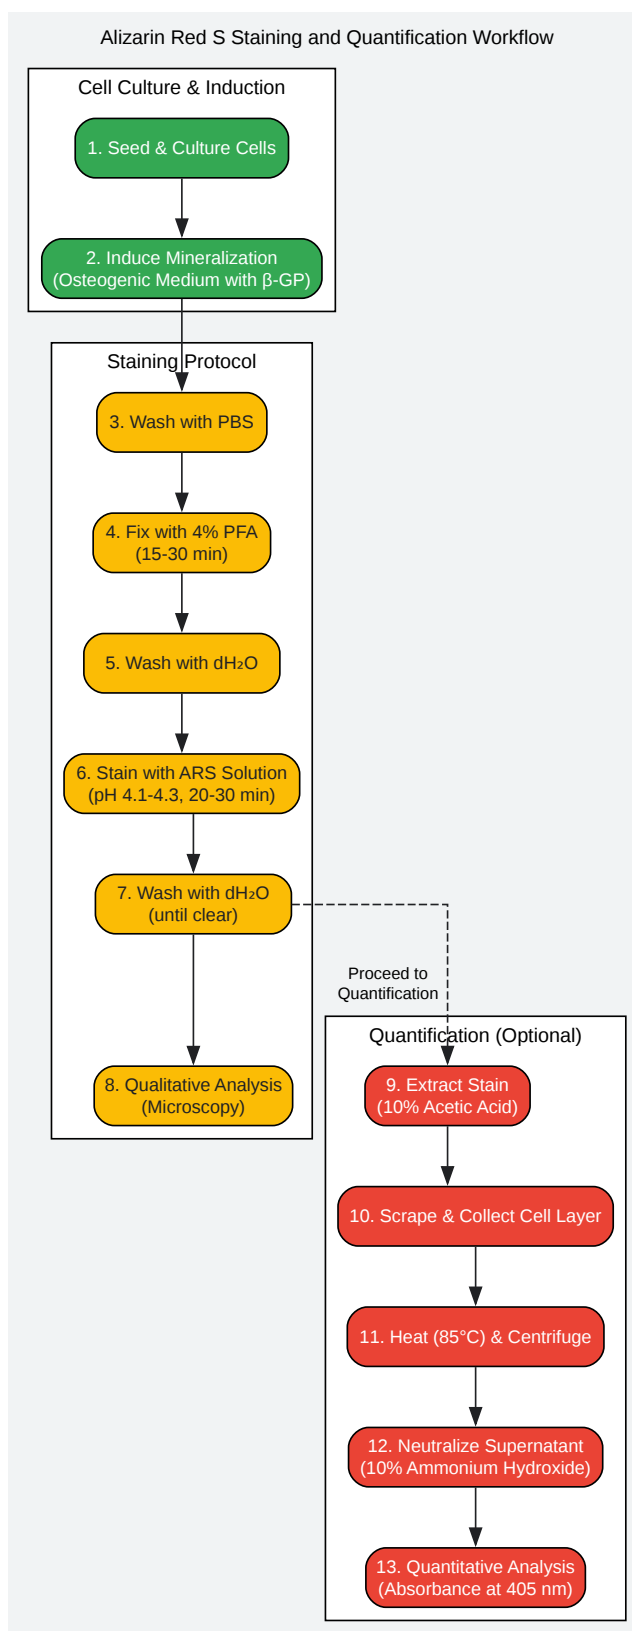 Alizarin Red S Staining and Quantification Workflow
Cell Culture & Induction
1. Seed & Culture Cells
2. Induce Mineralization
(Osteogenic Medium with β-GP)
Staining Protocol
3. Wash with PBS
4. Fix with 4% PFA
(15-30 min)
5. Wash with dH₂O
6. Stain with ARS Solution
(pH 4.1-4.3, 20-30 min)
7. Wash with dH₂O
(until clear)
Proceed to
Quantification
8. Qualitative Analysis
(Microscopy)
Quantification (Optional)
9. Extract Stain
(10% Acetic Acid)
10. Scrape & Collect Cell Layer
11. Heat (85°C) & Centrifuge
12. Neutralize Supernatant
(10% Ammonium Hydroxide)
13. Quantitative Analysis
(Absorbance at 405 nm)